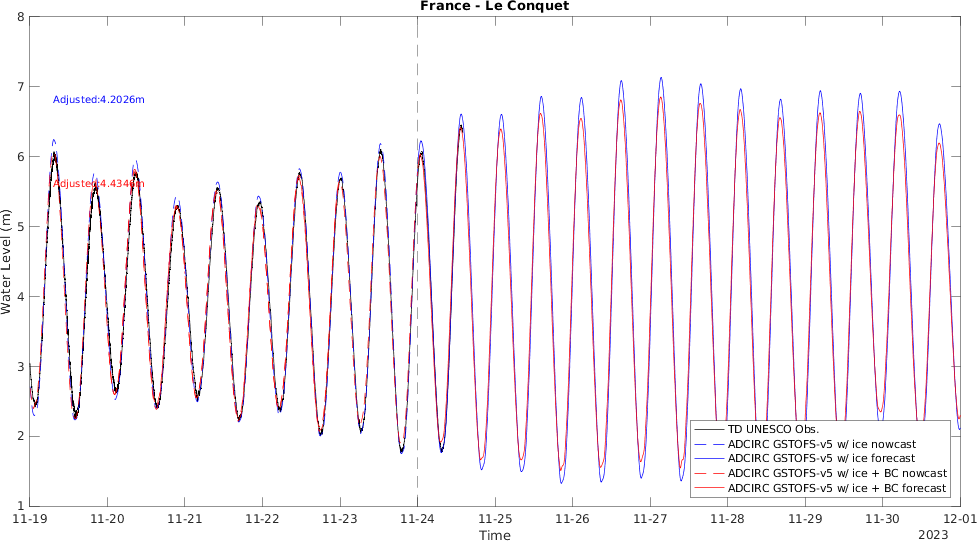 France - Le Conquet
8
7
6
5
4
3
2
1
Water Level (m)
Adjusted:4.2026m
Adjusted:4.4346m
TD UNESCO Obs.
ADCIRC GSTOFS-v5 w/ ice nowcast
ADCIRC GSTOFS-v5 w/ ice forecast
ADCIRC GSTOFS-v5 w/ ice + BC nowcast
ADCIRC GSTOFS-v5 w/ ice + BC forecast
11-19 11-20 11-21 11-22 11-23 11-24 11-25 11-26 11-27 11-28 11-29 11-30 12-01
Time
2023